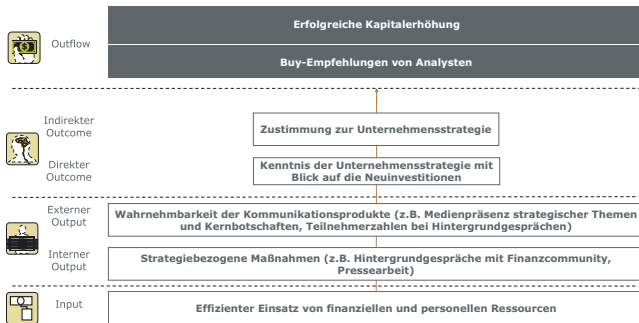 Erfolgreiche Kapitalerhöhung
Outflow
Buy-Empfehlungen von Analysten
Indirekter
Outcome
Zustimmung zur Unternehmensstrategie
Direkter
Outcome
Kenntnis der Unternehmensstrategie mit
Blick auf die Neuinvestitionen
Externer
Output
Wahrnehmbarkeit der Kommunikationsprodukte (z.B. Medienpräsenz strategischer Themen
und Kernbotschaften, Teilnehmerzahlen bei Hintergrundgesprächen)
Interner
Output
Strategiebezogene Maßnahmen (z.B. Hintergrundgespräche mit Finanzcommunity,
Pressearbeit)
Input
Effizienter Einsatz von finanziellen und personellen Ressourcen